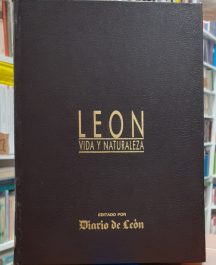 LEON
VIDA Y NATURALEZA
EDITADO POR
Diario de León